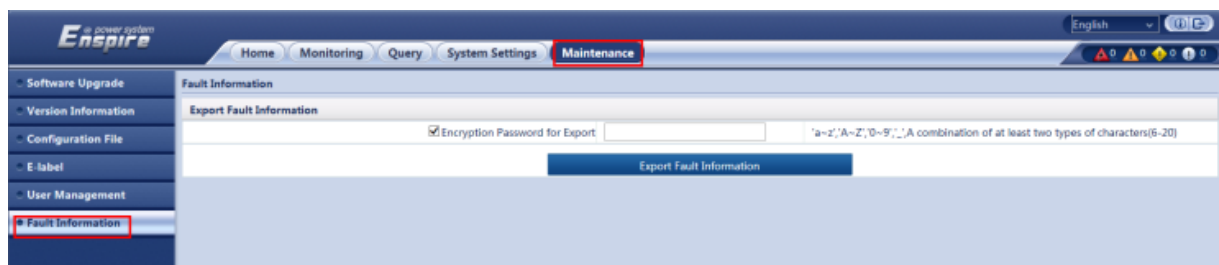 e power system
Enspire
English
Home Monitoring Query System Settings Maintenance
0 0 0 0
Software Upgrade
Version Information
Configuration File
E-label
User Management
Fault Information
Fault Information
Export Fault Information
Encryption Password for Export
'a~z','A~Z','0~9','_',A combination of at least two types of characters(6-20)
Export Fault Information